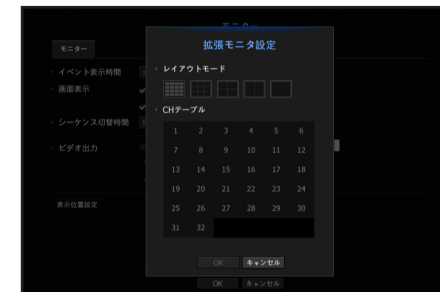 モニター
モニター
拡張モニタ設定
イベント表示時間
レイアウトモード
画面表示
CHテーブル
シーケンス切替時間
1 2 3 4 5 6
ビデオ出力
7 8 9 10 11 12
13 14 15 16 17 18
19 20 21 22 23 24
表示位置設定
25 26 27 28 29 30
31 32
OK キャンセル
OK キャンセル